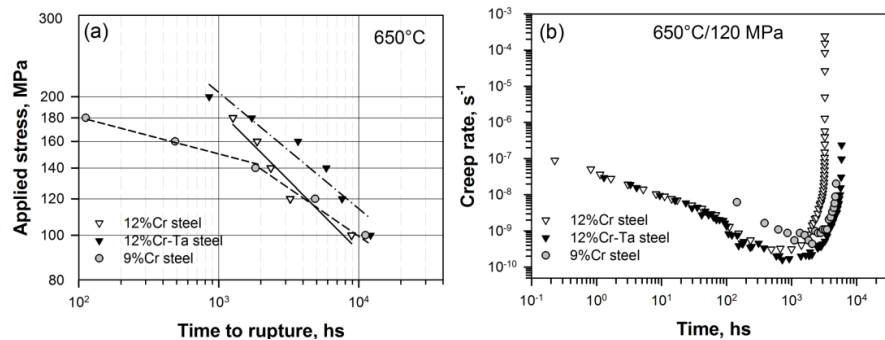 (a)
650°C
300
200
180
160
140
120
100
80
Applied stress, MPa
12%Cr steel
12%Cr-Ta steel
9%Cr steel
10²
10³
10⁴
Time to rupture, hs
(b)
650°C/120 MPa
10⁻³
10⁻⁴
10⁻⁵
10⁻⁶
10⁻⁷
10⁻⁸
10⁻⁹
10⁻¹⁰
Creep rate, s⁻¹
12%Cr steel
12%Cr-Ta steel
9%Cr steel
10⁻¹
10⁰
10¹
10²
10³
10⁴
10⁵
Time, hs